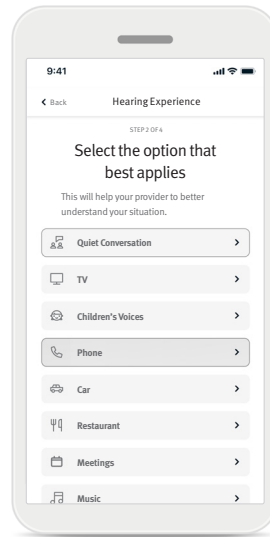 9:41
Back Hearing Experience
STEP 2 OF 4
Select the option that
best applies
This will help your provider to better
understand your situation.
Quiet Conversation
TV
Children's Voices
Phone
Car
Restaurant
Meetings
Music